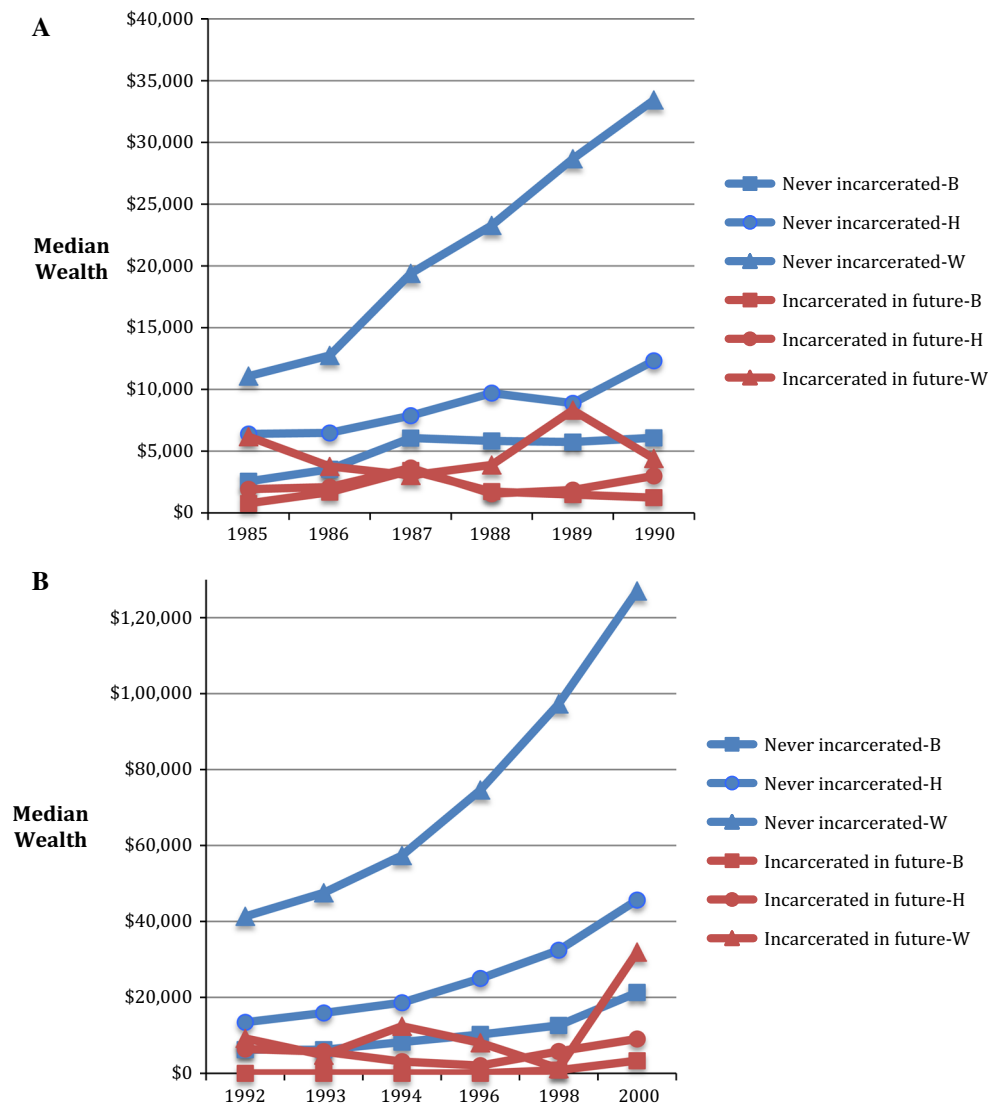 A
$40,000
$35,000
$30,000
$25,000
$20,000
$15,000
$10,000
$5,000
$0
Median
Wealth
1985 1986 1987 1988 1989 1990
Never incarcerated-B
Never incarcerated-H
Never incarcerated-W
Incarcerated in future-B
Incarcerated in future-H
Incarcerated in future-W
B
$1,20,000
$1,00,000
$80,000
$60,000
$40,000
$20,000
$0
Median
Wealth
1992 1993 1994 1996 1998 2000
Never incarcerated-B
Never incarcerated-H
Never incarcerated-W
Incarcerated in future-B
Incarcerated in future-H
Incarcerated in future-W